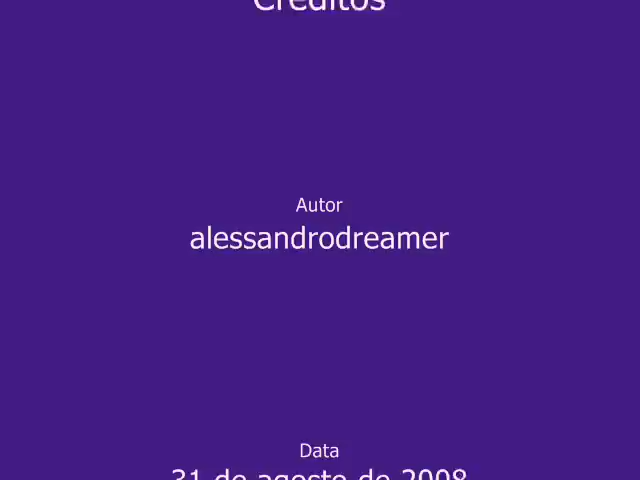 Créditos
Autor
alessandrodreamer
Data
31 de agosto de 2008